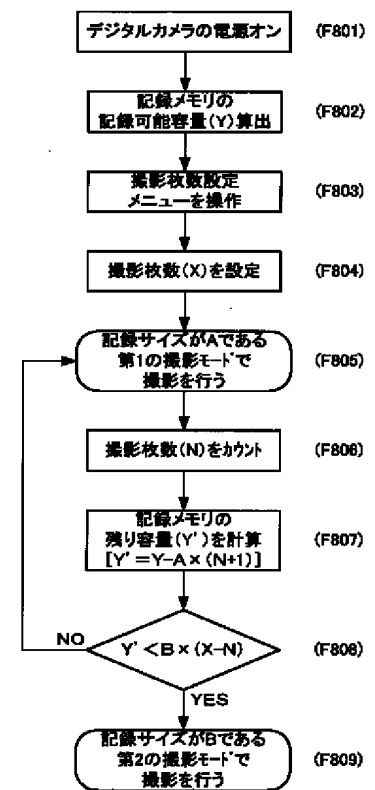 デジタルカメラの電源オン (F801)
記録メモリの
記録可能容量(Y)算出 (F802)
撮影枚数設定
メニューを操作 (F803)
撮影枚数(X)を設定 (F804)
記録サイズがAである
第1の撮影モードで
撮影を行う (F805)
撮影枚数(N)をカウント (F806)
記録メモリの
残り容量(Y')を計算
[Y'=Y-A×(N+1)] (F807)
NO Y'<B×(X-N) (F808)
YES
記録サイズがBである
第2の撮影モードで
撮影を行う (F809)